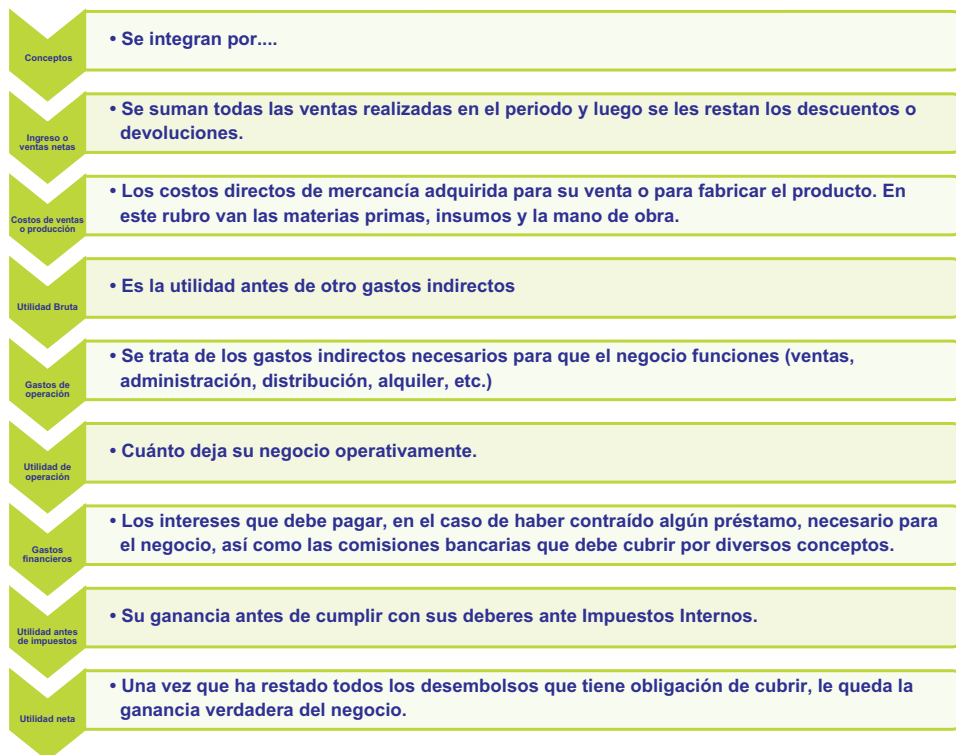 Conceptos
• Se integran por....
Ingreso o
ventas netas
• Se suman todas las ventas realizadas en el periodo y luego se les restan los descuentos o
devoluciones.
Costos de ventas
o producción
• Los costos directos de mercancía adquirida para su venta o para fabricar el producto. En
este rubro van las materias primas, insumos y la mano de obra.
Utilidad Bruta
• Es la utilidad antes de otro gastos indirectos
Gastos de
operación
• Se trata de los gastos indirectos necesarios para que el negocio funciones (ventas,
administración, distribución, alquiler, etc.)
Utilidad de
operación
• Cuánto deja su negocio operativamente.
Gastos
financieros
• Los intereses que debe pagar, en el caso de haber contraído algún préstamo, necesario para
el negocio, así como las comisiones bancarias que debe cubrir por diversos conceptos.
Utilidad antes
de impuestos
• Su ganancia antes de cumplir con sus deberes ante Impuestos Internos.
Utilidad neta
• Una vez que ha restado todos los desembolsos que tiene obligación de cubrir, le queda la
ganancia verdadera del negocio.